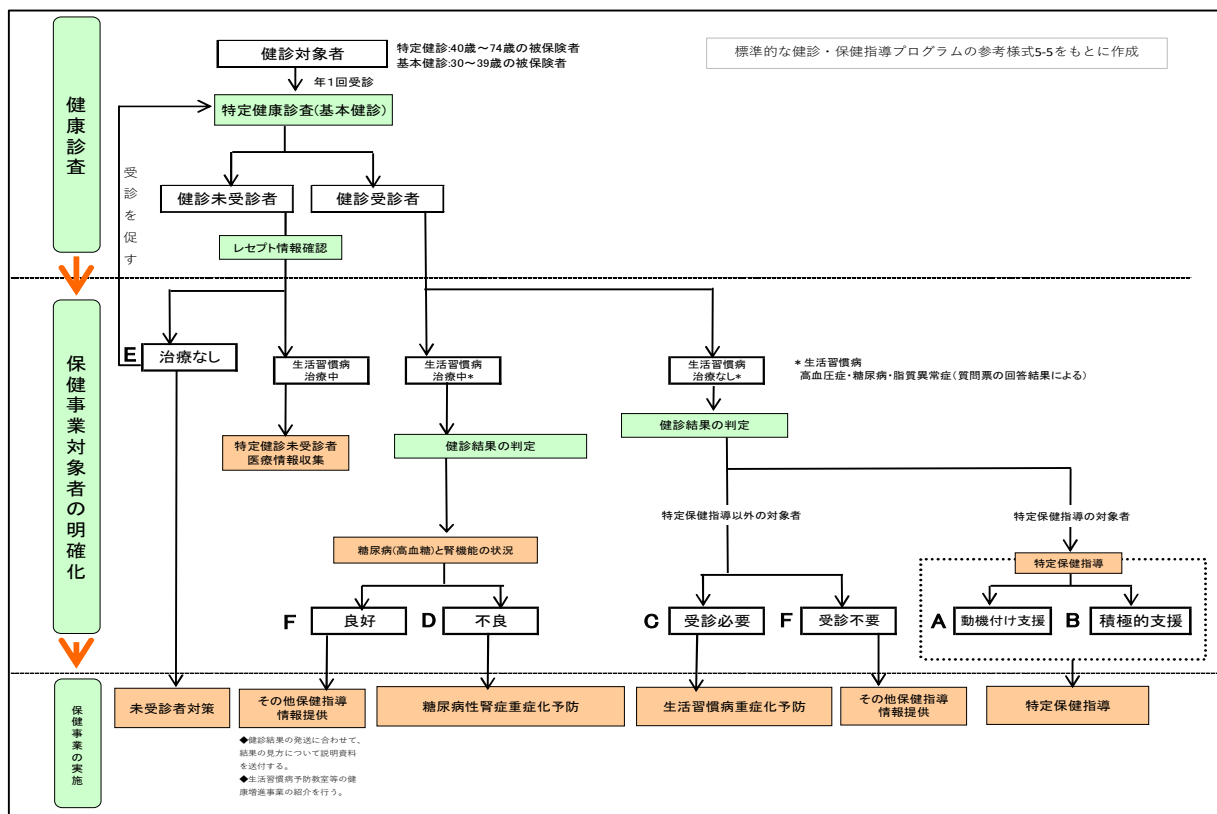 健康診査
健診対象者
特定健診:40歳～74歳の被保険者
基本健診:30～39歳の被保険者
標準的な健診・保健指導プログラムの参考様式5-5をもとに作成
年1回受診
特定健康診査(基本健診)
受診を促す
健診未受診者
健診受診者
レセプト情報確認
保健事業対象者の明確化
E
治療なし
生活習慣病
治療中
生活習慣病
治療中*
生活習慣病
治療なし*
*生活習慣病
高血圧症・糖尿病・脂質異常症(質問票の回答結果による)
特定健診未受診者
医療情報収集
健診結果の判定
健診結果の判定
特定保健指導以外の対象者
特定保健指導の対象者
糖尿病(高血糖)と腎機能の状況
特定保健指導
F
良好
D
不良
C
受診必要
F
受診不要
A
動機付け支援
B
積極的支援
保健事業の実施
未受診者対策
その他保健指導
情報提供
糖尿病性腎症重症化予防
生活習慣病重症化予防
その他保健指導
情報提供
特定保健指導
◆健診結果の発送に合わせて、
結果の見方について説明資料
を送付する。
◆生活習慣病予防教室等の健
康増進事業の紹介を行う。